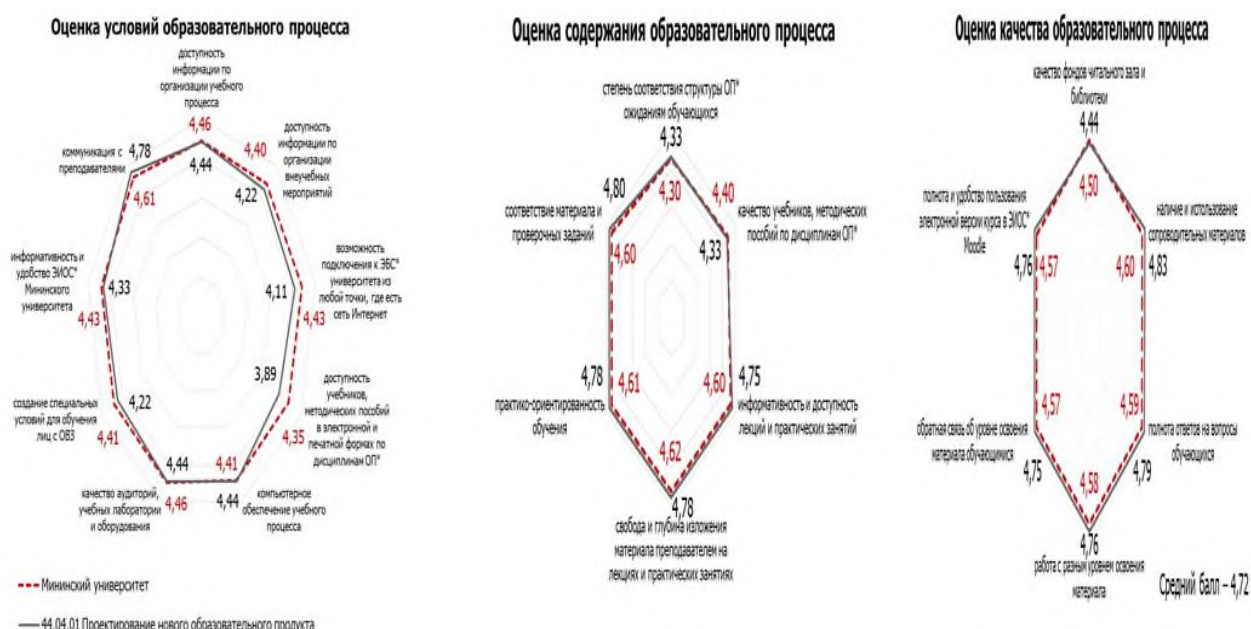 Оценка условий образовательного процесса
доступность
информации по
организации учебного
процесса
4,46
4,44
доступность
информации по
организации
внеучебных
мероприятий
4,40
4,22
возможность
подключения к ЭБС*
университета из
любой точки, где есть
сеть Интернет
4,11
4,43
доступность
учебников,
методических пособий
в электронной и
печатной формах по
дисциплинам ОП*
3,89
4,35
компьютерное
обеспечение учебного
процесса
4,41
4,44
качество аудиторий,
учебных лаборатории
и оборудования
4,44
4,46
создание специальных
условий для обучения
лиц с ОВЗ
4,22
4,41
информативность и
удобство ЭИОС*
Мининского
университета
4,33
4,43
коммуникация с
преподавателями
4,78
4,61
Мининский университет
44.04.01 Проектирование нового образовательного продукта
Оценка содержания образовательного процесса
степень соответствия структуры ОП*
ожиданиям обучающихся
4,33
4,30
4,40
качество учебников, методических
пособий по дисциплинам ОП*
4,33
4,75
4,60
информативность и доступность
лекций и практических занятий
4,62
4,78
свобода и глубина изложения
материала преподавателем на
лекциях и практических занятиях
4,78
4,61
практико-ориентированность
обучения
4,80
соответствие материала и
проверочных заданий
4,60
Оценка качества образовательного процесса
качество фондов читального зала и
библиотеки
4,44
4,50
наличие и использование
сопроводительных материалов
4,60
4,83
4,59
полнота ответов на вопросы
обучающихся
4,79
4,58
4,76
работа с разным уровнем освоения
материала
4,57
обратная связь об уровне освоения
материала обучающимися
4,75
полнота и удобство пользования
электронной версии курса в ЭИОС*
Moodle
4,76
4,57
Средний балл – 4,72